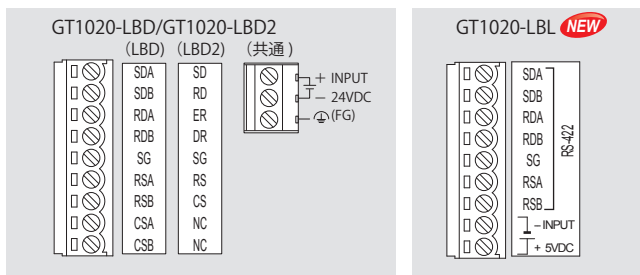 GT1020-LBD/GT1020-LBD2
(LBD) (LBD2) (共通)
SDA SD
SDB RD
RDA ER
RDB DR
SG SG
RSA RS
RSB CS
CSA NC
CSB NC
+ INPUT
− 24VDC
(FG)
GT1020-LBL NEW
SDA
SDB
RDA
RDB
SG
RSA
RSB
RS-422
− INPUT
+ 5VDC